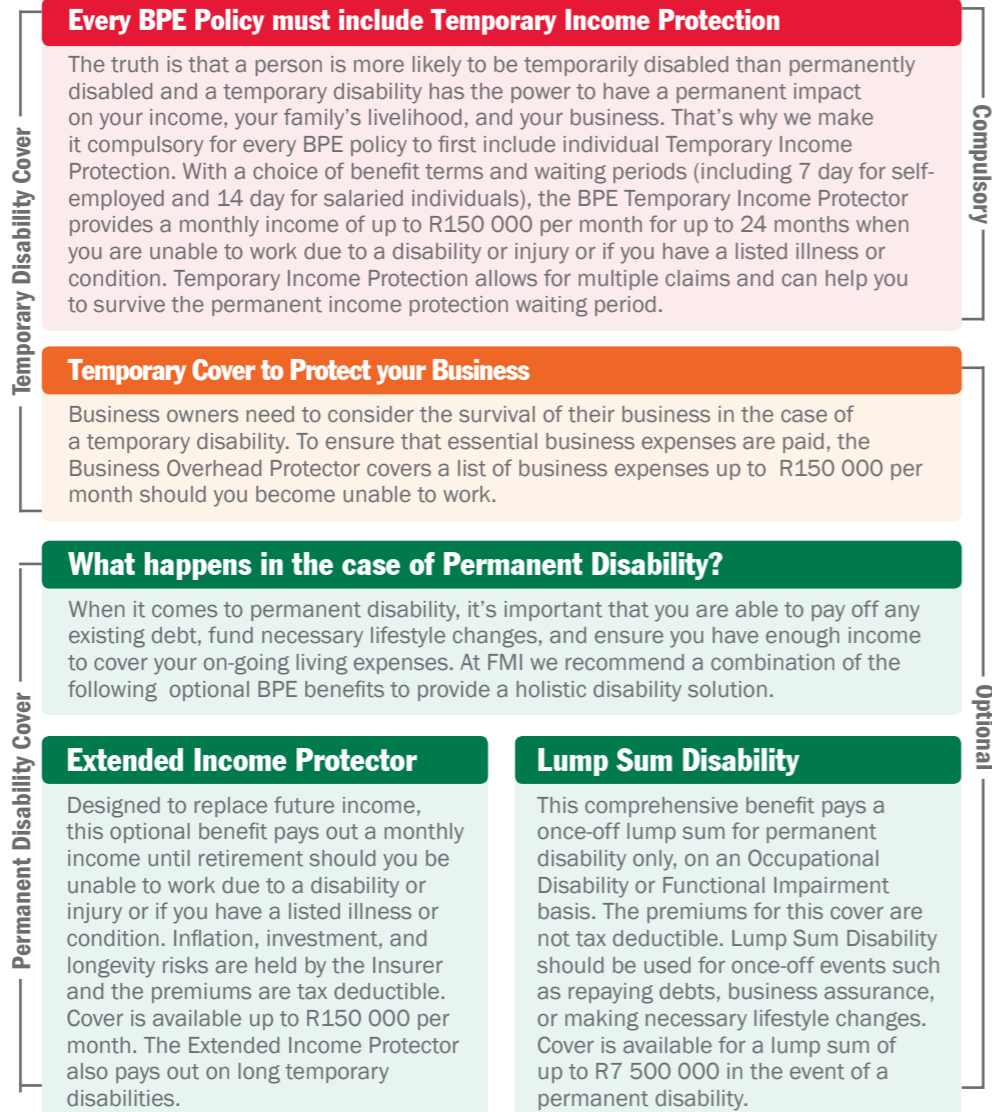 Every BPE Policy must include Temporary Income Protection
The truth is that a person is more likely to be temporarily disabled than permanently
disabled and a temporary disability has the power to have a permanent impact
on your income, your family's livelihood, and your business. That's why we make
it compulsory for every BPE policy to first include individual Temporary Income
Protection. With a choice of benefit terms and waiting periods (including 7 day for self-
employed and 14 day for salaried individuals), the BPE Temporary Income Protector
provides a monthly income of up to R150 000 per month for up to 24 months when
you are unable to work due to a disability or injury or if you have a listed illness or
condition. Temporary Income Protection allows for multiple claims and can help you
to survive the permanent income protection waiting period.
Compulsory
Temporary Disability Cover
Temporary Cover to Protect your Business
Business owners need to consider the survival of their business in the case of
a temporary disability. To ensure that essential business expenses are paid, the
Business Overhead Protector covers a list of business expenses up to R150 000 per
month should you become unable to work.
What happens in the case of Permanent Disability?
When it comes to permanent disability, it's important that you are able to pay off any
existing debt, fund necessary lifestyle changes, and ensure you have enough income
to cover your on-going living expenses. At FMI we recommend a combination of the
following optional BPE benefits to provide a holistic disability solution.
Optional
Permanent Disability Cover
Extended Income Protector
Designed to replace future income,
this optional benefit pays out a monthly
income until retirement should you be
unable to work due to a disability or
injury or if you have a listed illness or
condition. Inflation, investment, and
longevity risks are held by the Insurer
and the premiums are tax deductible.
Cover is available up to R150 000 per
month. The Extended Income Protector
also pays out on long temporary
disabilities.
Lump Sum Disability
This comprehensive benefit pays a
once-off lump sum for permanent
disability only, on an Occupational
Disability or Functional Impairment
basis. The premiums for this cover are
not tax deductible. Lump Sum Disability
should be used for once-off events such
as repaying debts, business assurance,
or making necessary lifestyle changes.
Cover is available for a lump sum of
up to R7 500 000 in the event of a
permanent disability.